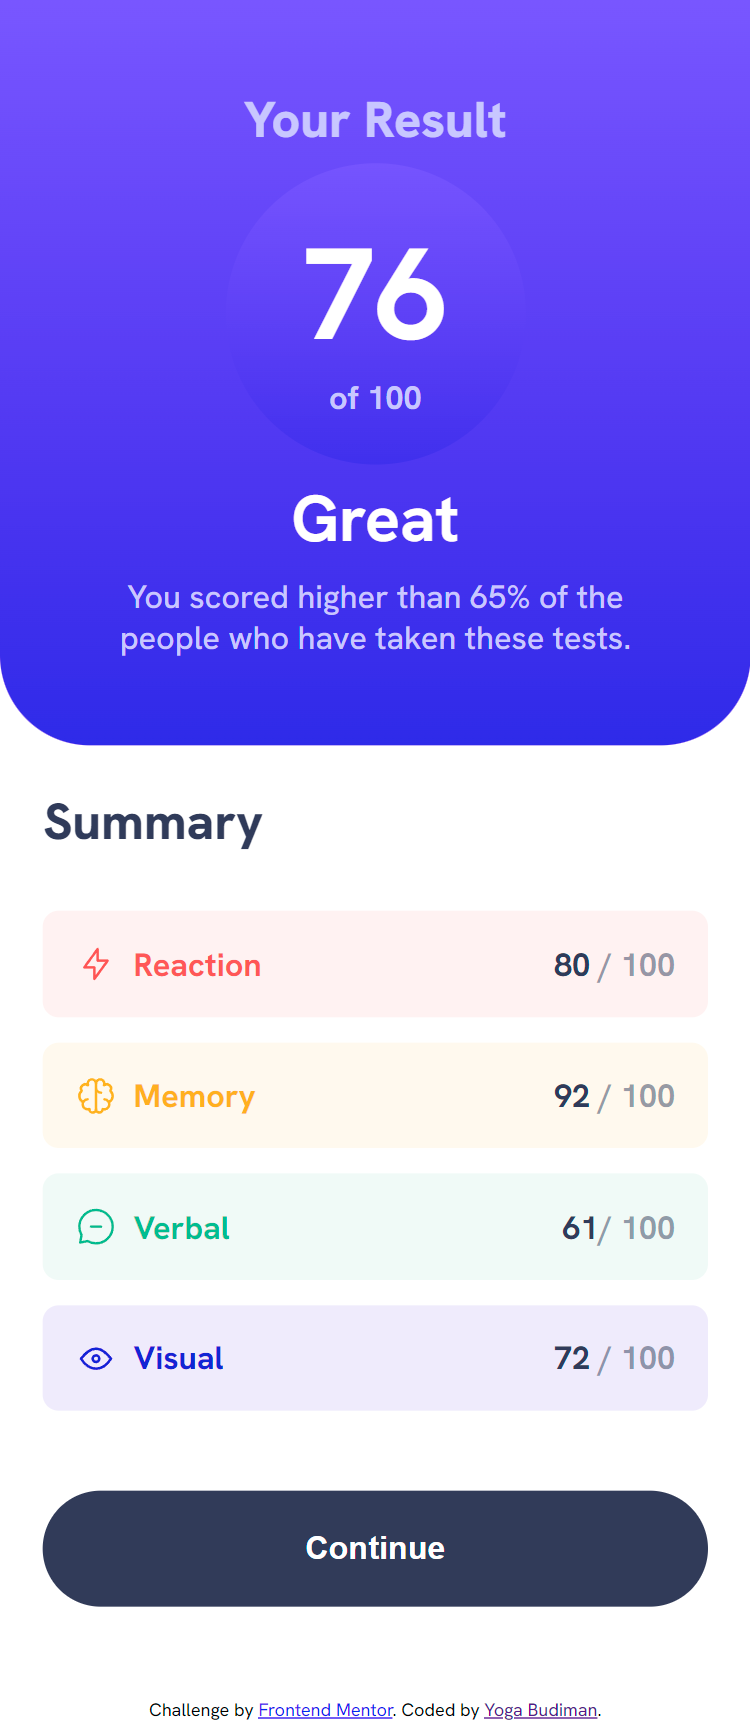 Your Result
76
of 100
Great
You scored higher than 65% of the
people who have taken these tests.
Summary
Reaction 80 / 100
Memory 92 / 100
Verbal 61/ 100
Visual 72 / 100
Continue
Challenge by Frontend Mentor. Coded by Yoga Budiman.